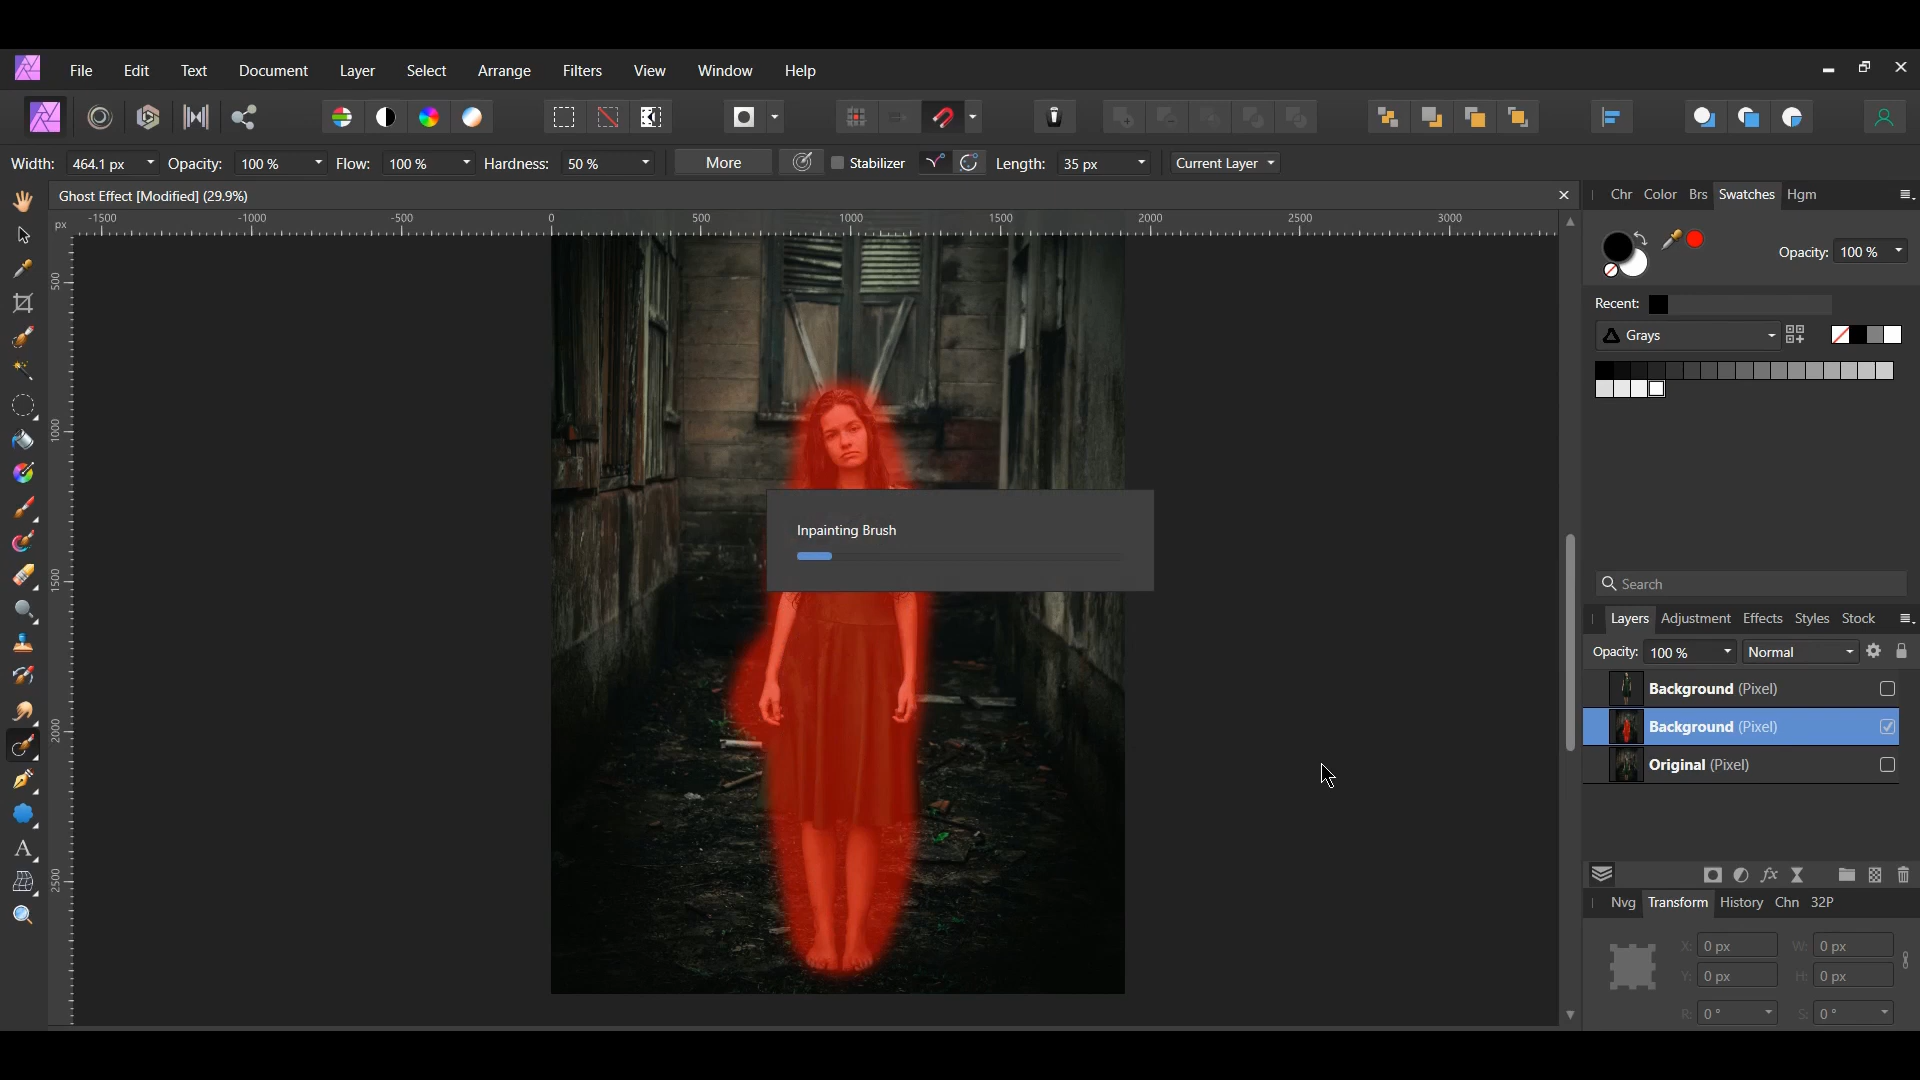 File Edit Text Document Layer Select Arrange Filters View Window Help
Width: 464.1 px Opacity: 100 % Flow: 100 % Hardness: 50 % More Stabilizer Length: 35 px Current Layer
Ghost Effect [Modified] (29.9%)
px -1500 -1000 -500 0 500 1000 1500 2000 2500 3000
500
1000
1500
2000
2500
Inpainting Brush
Chr Color Brs Swatches Hgm
Opacity: 100 %
Recent:
Grays
Search
Layers Adjustment Effects Styles Stock
Opacity: 100 % Normal
Background (Pixel)
Background (Pixel)
Original (Pixel)
Nvg Transform History Chn 32P
X: 0 px W: 0 px
Y: 0 px H: 0 px
R: 0 ° S: 0 °